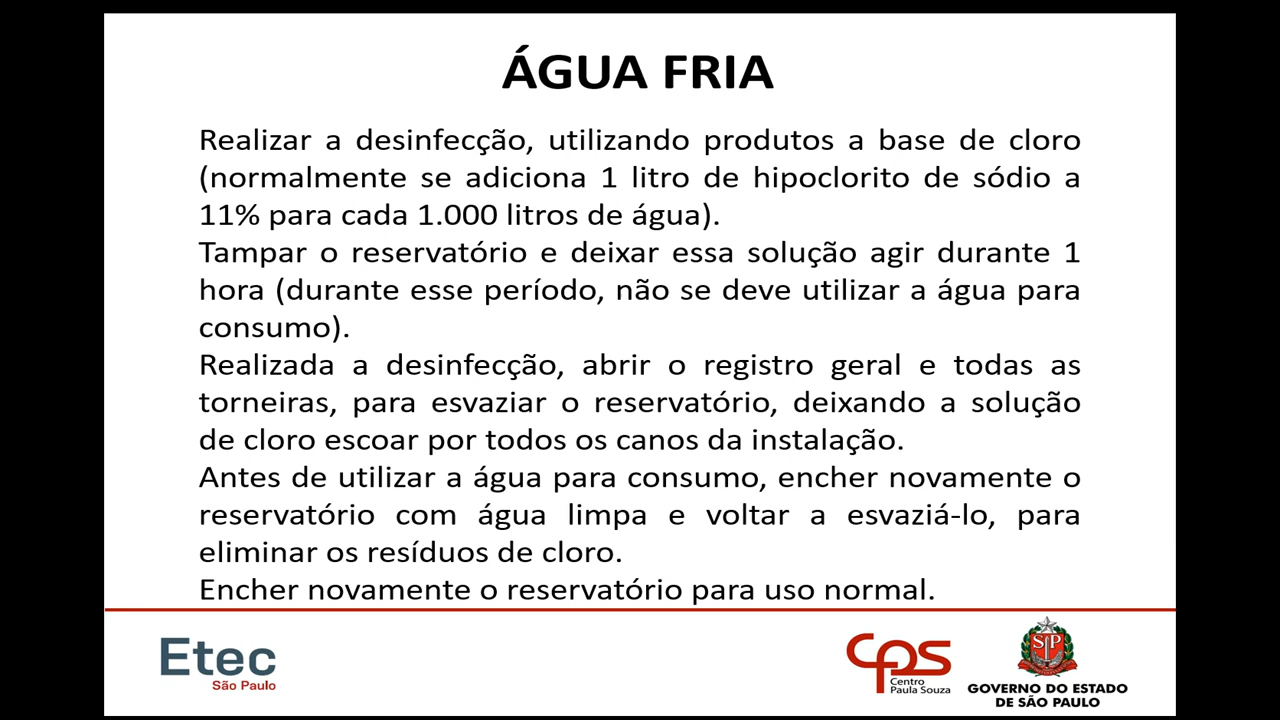 ÁGUA FRIA
Realizar a desinfecção, utilizando produtos a base de cloro
(normalmente se adiciona 1 litro de hipoclorito de sódio a
11% para cada 1.000 litros de água).
Tampar o reservatório e deixar essa solução agir durante 1
hora (durante esse período, não se deve utilizar a água para
consumo).
Realizada a desinfecção, abrir o registro geral e todas as
torneiras, para esvaziar o reservatório, deixando a solução
de cloro escoar por todos os canos da instalação.
Antes de utilizar a água para consumo, encher novamente o
reservatório com água limpa e voltar a esvaziá-lo, para
eliminar os resíduos de cloro.
Encher novamente o reservatório para uso normal.
Etec
São Paulo
cps
Centro
Paula Souza
SP
GOVERNO DO ESTADO
DE SÃO PAULO